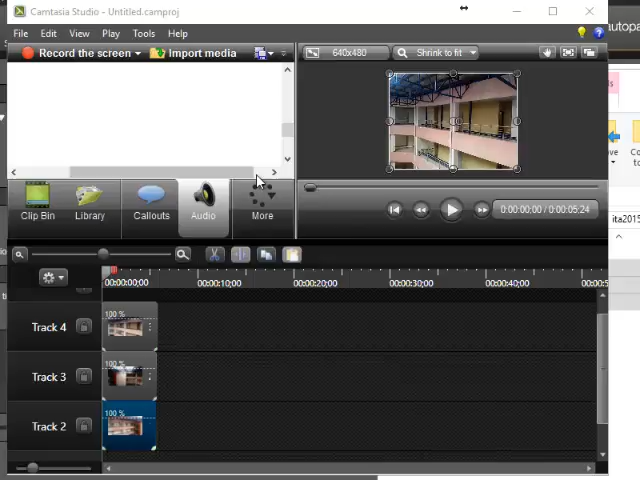 Camtasia Studio - Untitled.camproj
File Edit View Play Tools Help
Record the screen Import media
640x480 Shrink to fit
Clip Bin Library Callouts Audio More
0:00:00;00 / 0:00:05;24
ita2015
00:00:00;00 00:00:10;00 00:00:20;00 00:00:30;00 00:00:40;00
100 %
Track 4
100 %
Track 3
100 %
Track 2